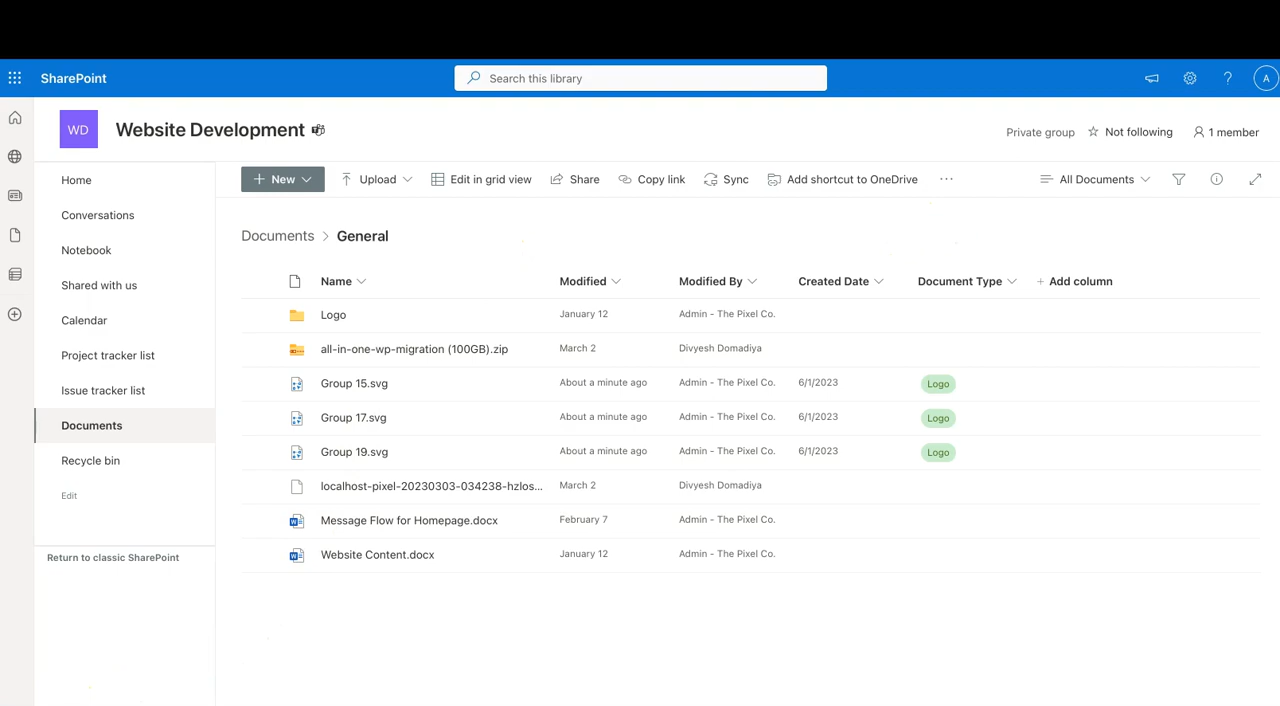 SharePoint
Search this library
A
WD
Website Development
Private group
Not following
1 member
Home
Conversations
Notebook
Shared with us
Calendar
Project tracker list
Issue tracker list
Documents
Recycle bin
Edit
Return to classic SharePoint
New
Upload
Edit in grid view
Share
Copy link
Sync
Add shortcut to OneDrive
All Documents
Documents > General
Name Modified Modified By Created Date Document Type + Add column
Logo January 12 Admin - The Pixel Co.
all-in-one-wp-migration (100GB).zip March 2 Divyesh Domadiya
Group 15.svg About a minute ago Admin - The Pixel Co. 6/1/2023 Logo
Group 17.svg About a minute ago Admin - The Pixel Co. 6/1/2023 Logo
Group 19.svg About a minute ago Admin - The Pixel Co. 6/1/2023 Logo
localhost-pixel-20230303-034238-hzlos... March 2 Divyesh Domadiya
Message Flow for Homepage.docx February 7 Admin - The Pixel Co.
Website Content.docx January 12 Admin - The Pixel Co.